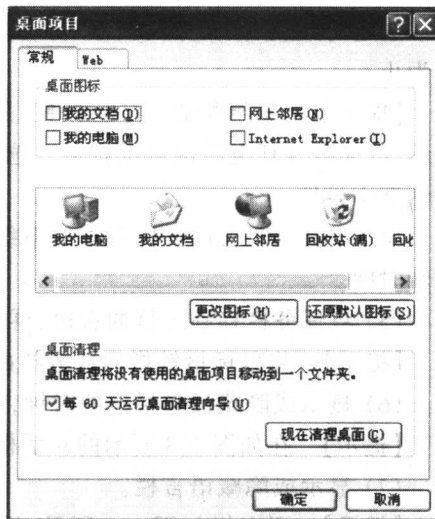 桌面项目
常规 Web
桌面图标
我的文档(D) 网上邻居(N)
我的电脑(M) Internet Explorer(I)
我的电脑 我的文档 网上邻居 回收站(满) 回收
更改图标(H) 还原默认图标(S)
桌面清理
桌面清理将没有使用的桌面项目移动到一个文件夹。
每 60 天运行桌面清理向导(U)
现在清理桌面(C)
确定 取消